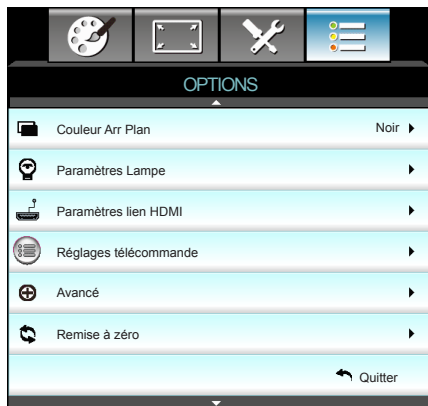 OPTIONS
Couleur Arr Plan Noir
Paramètres Lampe
Paramètres lien HDMI
Réglages télécommande
Avancé
Remise à zéro
Quitter